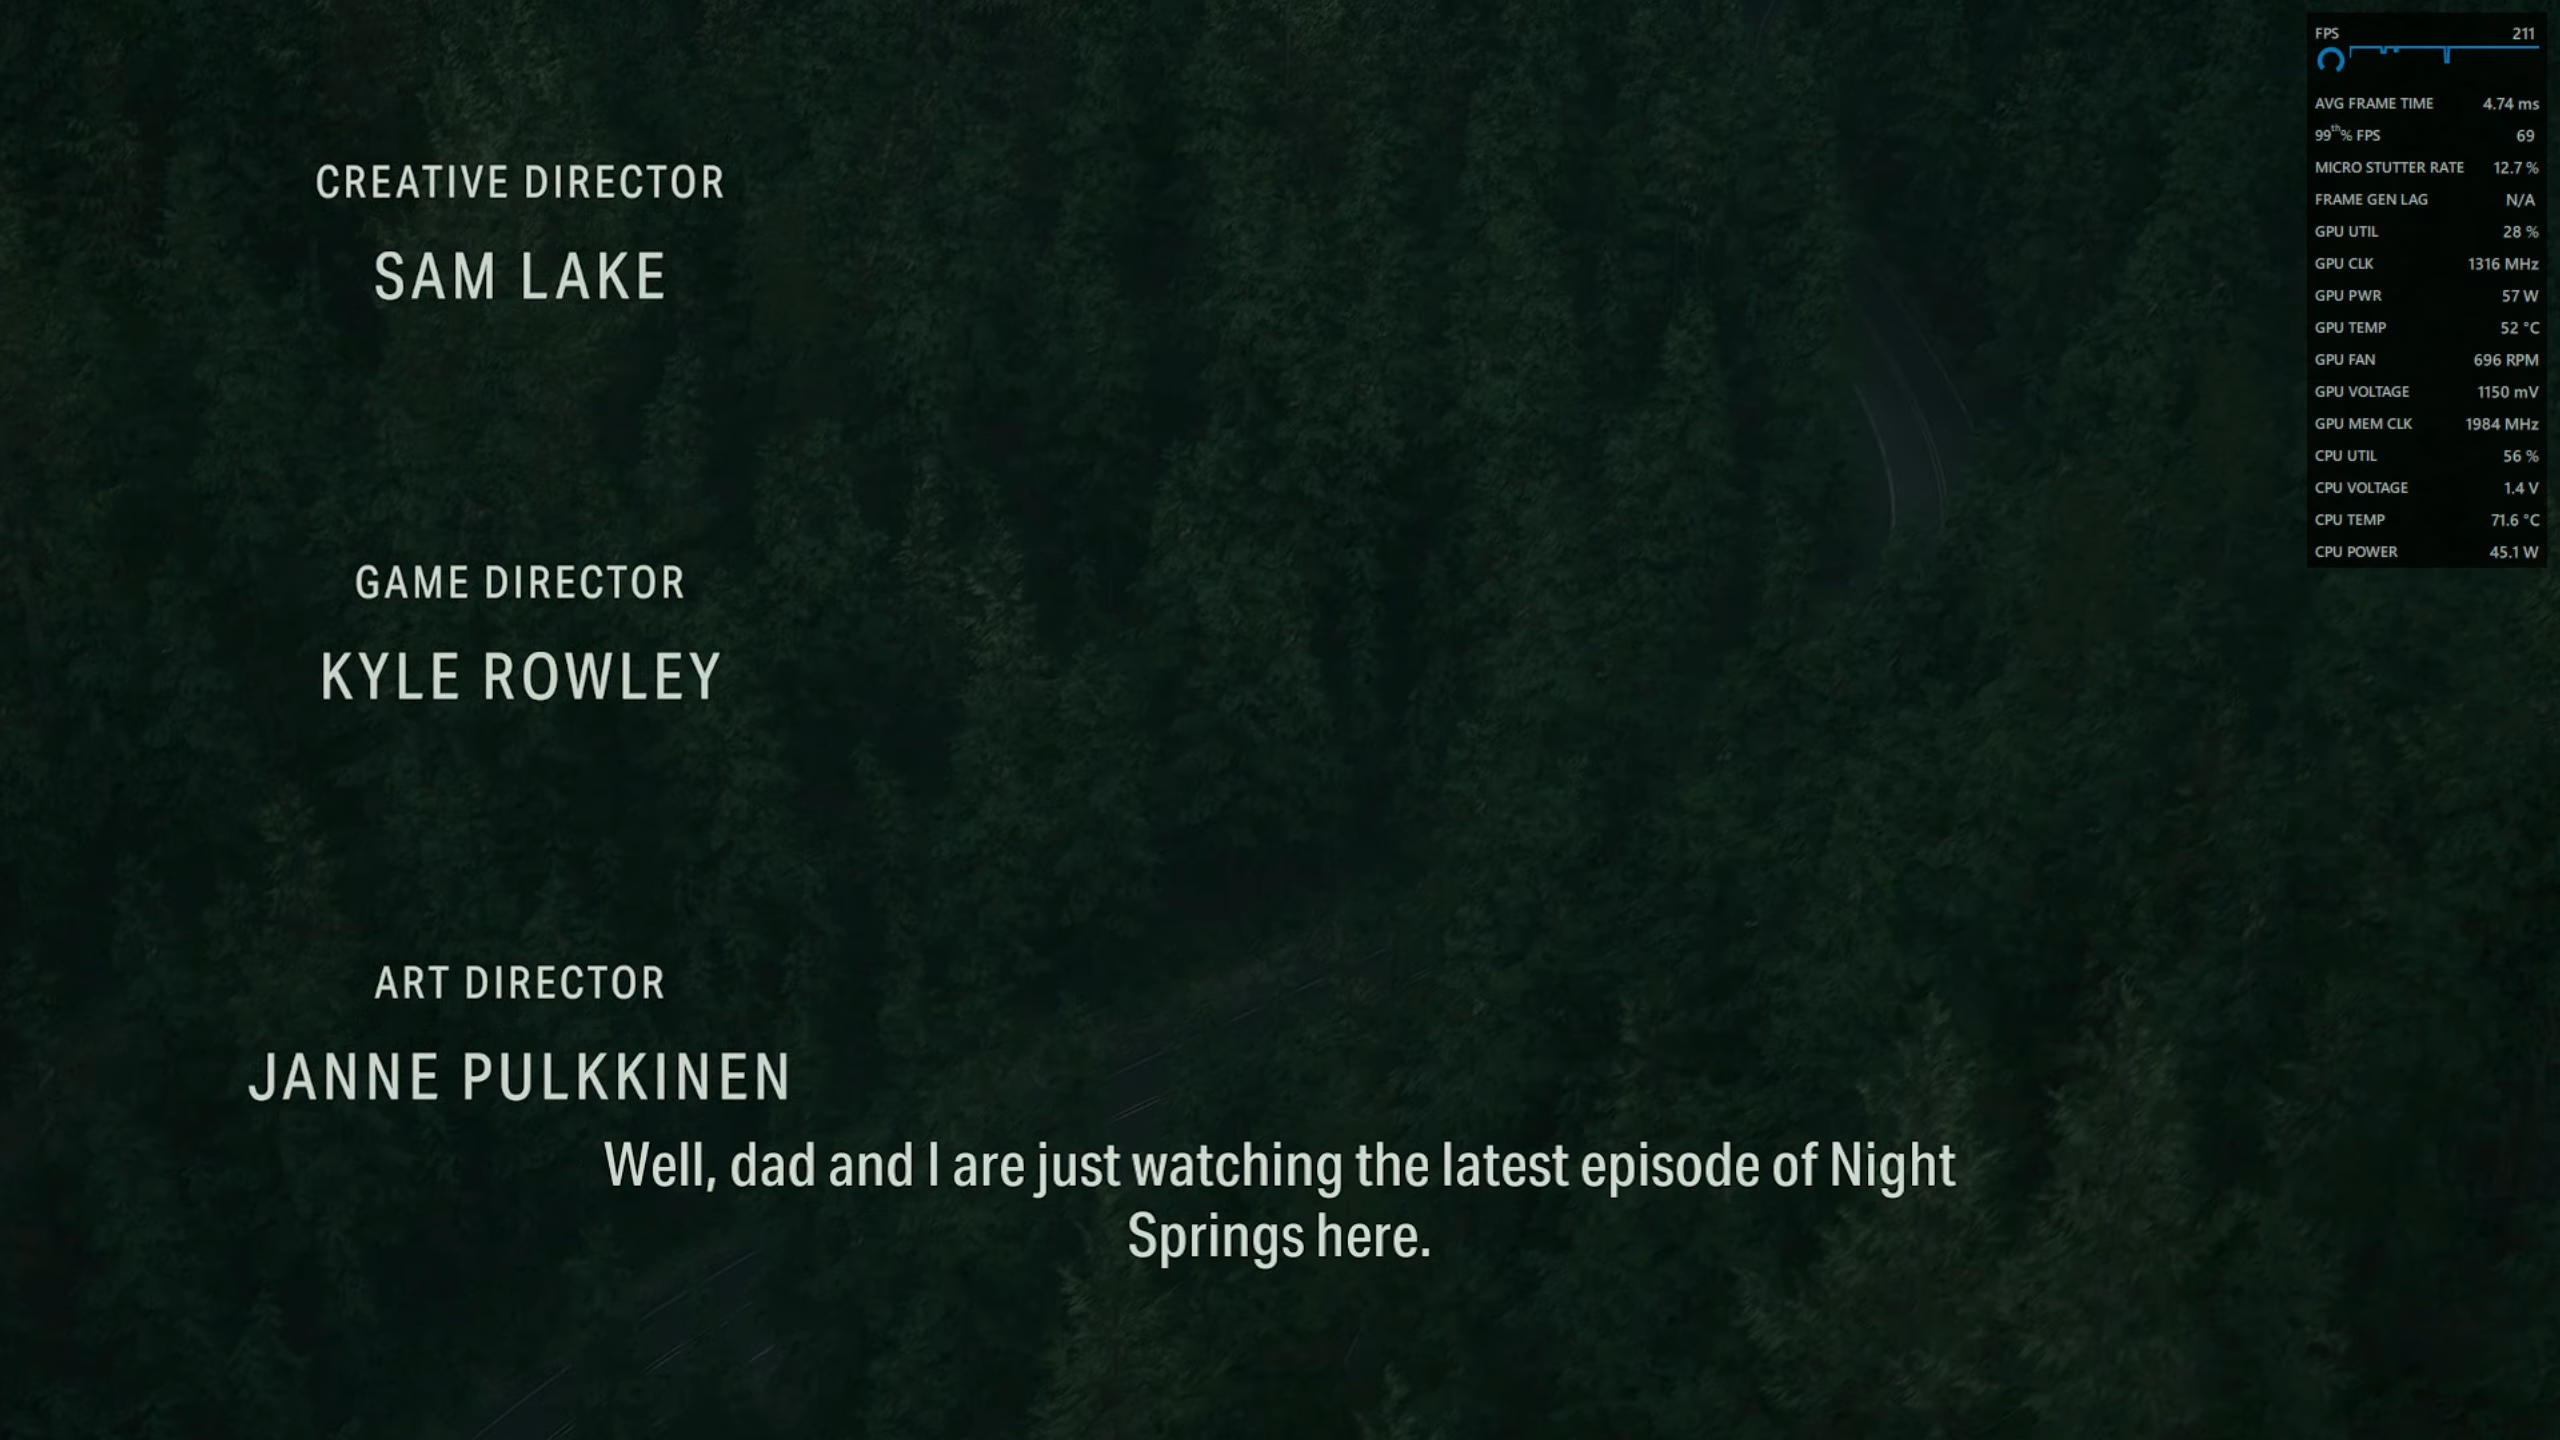 CREATIVE DIRECTOR
SAM LAKE
GAME DIRECTOR
KYLE ROWLEY
ART DIRECTOR
JANNE PULKKINEN
Well, dad and I are just watching the latest episode of Night
Springs here.
FPS 211
AVG FRAME TIME 4.74 ms
99th% FPS 69
MICRO STUTTER RATE 12.7 %
FRAME GEN LAG N/A
GPU UTIL 28 %
GPU CLK 1316 MHz
GPU PWR 57 W
GPU TEMP 52 °C
GPU FAN 696 RPM
GPU VOLTAGE 1150 mV
GPU MEM CLK 1984 MHz
CPU UTIL 56 %
CPU VOLTAGE 1.4 V
CPU TEMP 71.6 °C
CPU POWER 45.1 W